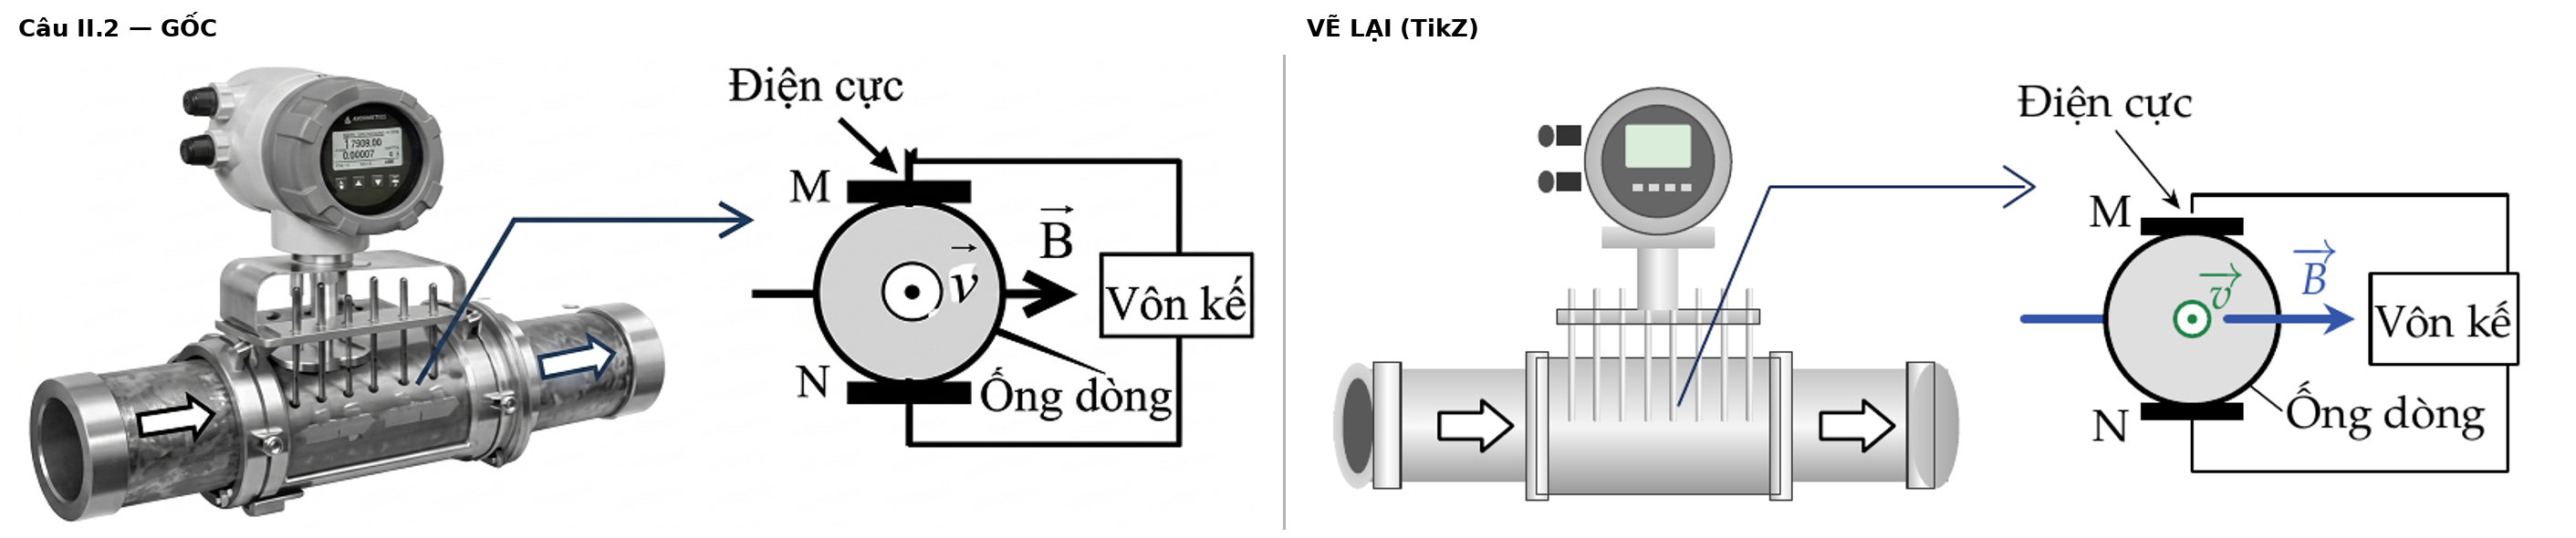 Câu II.2 — GỐC
17909.00
0.00007
Điện cực
M
B
v
Vôn kế
N
Ống dòng
VẼ LẠI (TikZ)
Điện cực
M
B
v
Vôn kế
N
Ống dòng